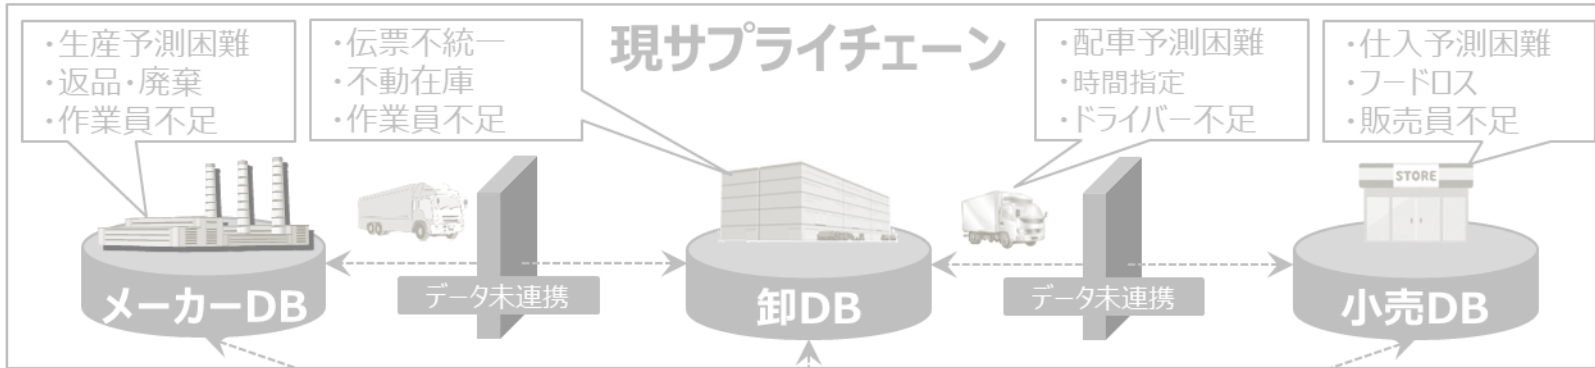 現サプライチェーン
・生産予測困難
・返品・廃棄
・作業員不足
・伝票不統一
・不動在庫
・作業員不足
・配車予測困難
・時間指定
・ドライバー不足
・仕入予測困難
・フードロス
・販売員不足
STORE
メーカーDB
データ未連携
卸DB
データ未連携
小売DB